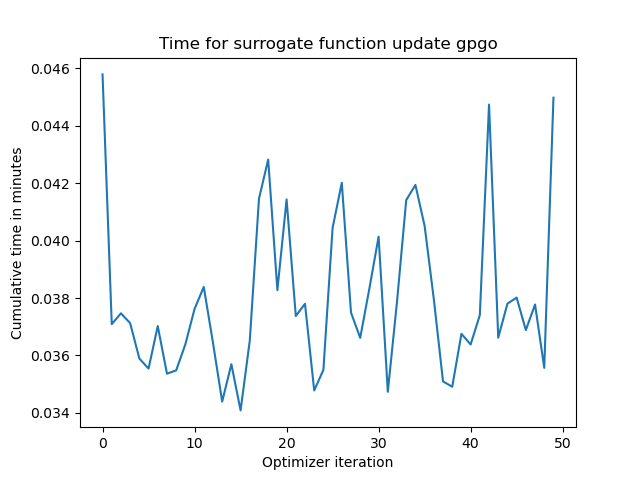 Time for surrogate function update gpgo
Cumulative time in minutes
0.046
0.044
0.042
0.040
0.038
0.036
0.034
0 10 20 30 40 50
Optimizer iteration